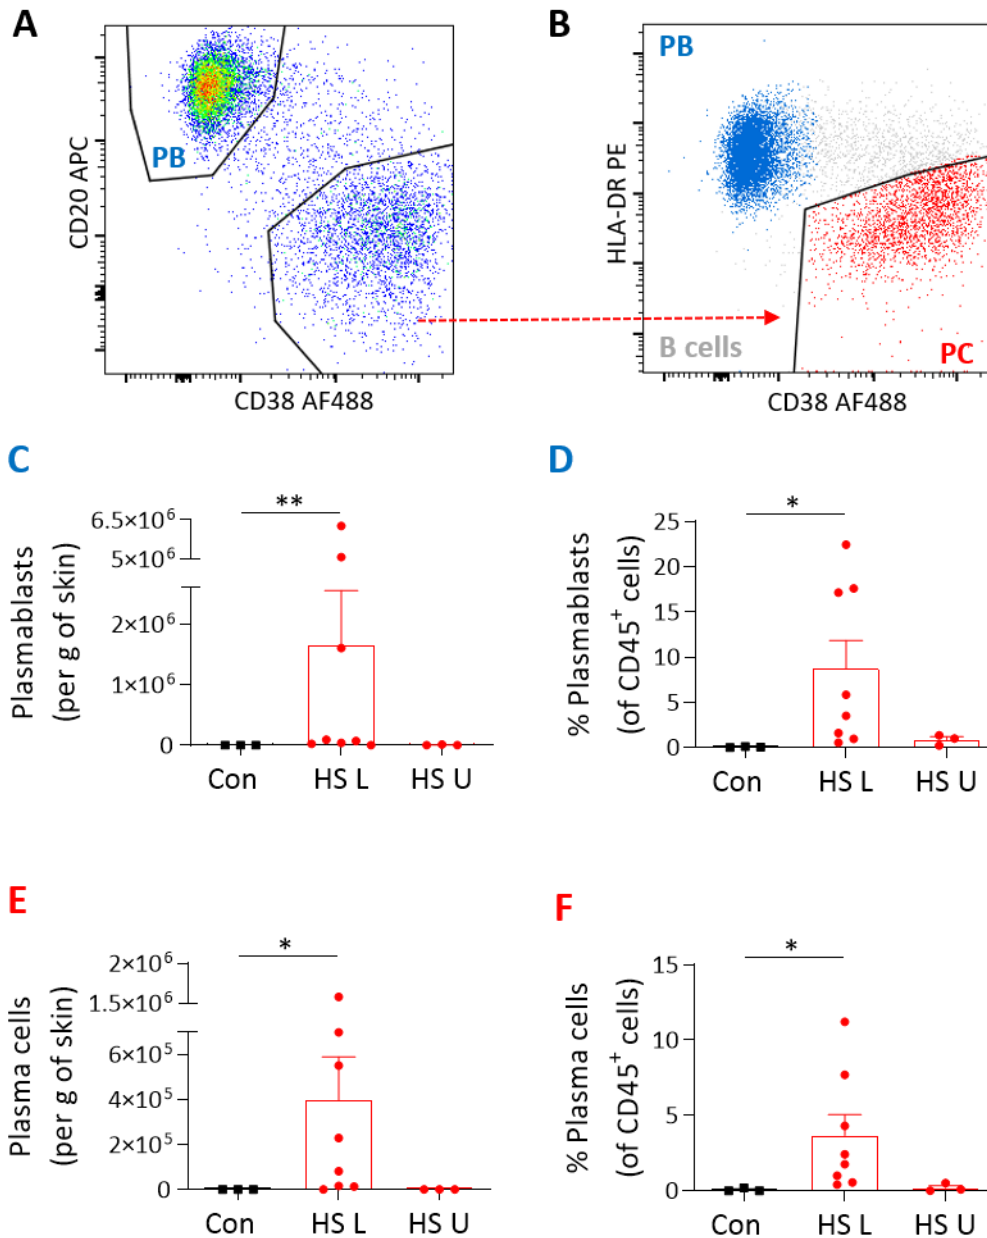 A
PB
CD20 APC
CD38 AF488
B
PB
HLA-DR PE
B cells
PC
CD38 AF488
C
**
6.5×10⁶
5×10⁶
2×10⁶
1×10⁶
0
Plasmablasts
(per g of skin)
Con HS L HS U
D
*
25
20
15
10
5
0
% Plasmablasts
(of CD45⁺ cells)
Con HS L HS U
E
*
2×10⁶
1.5×10⁶
6×10⁵
4×10⁵
2×10⁵
0
Plasma cells
(per g of skin)
Con HS L HS U
F
*
15
10
5
0
% Plasma cells
(of CD45⁺ cells)
Con HS L HS U